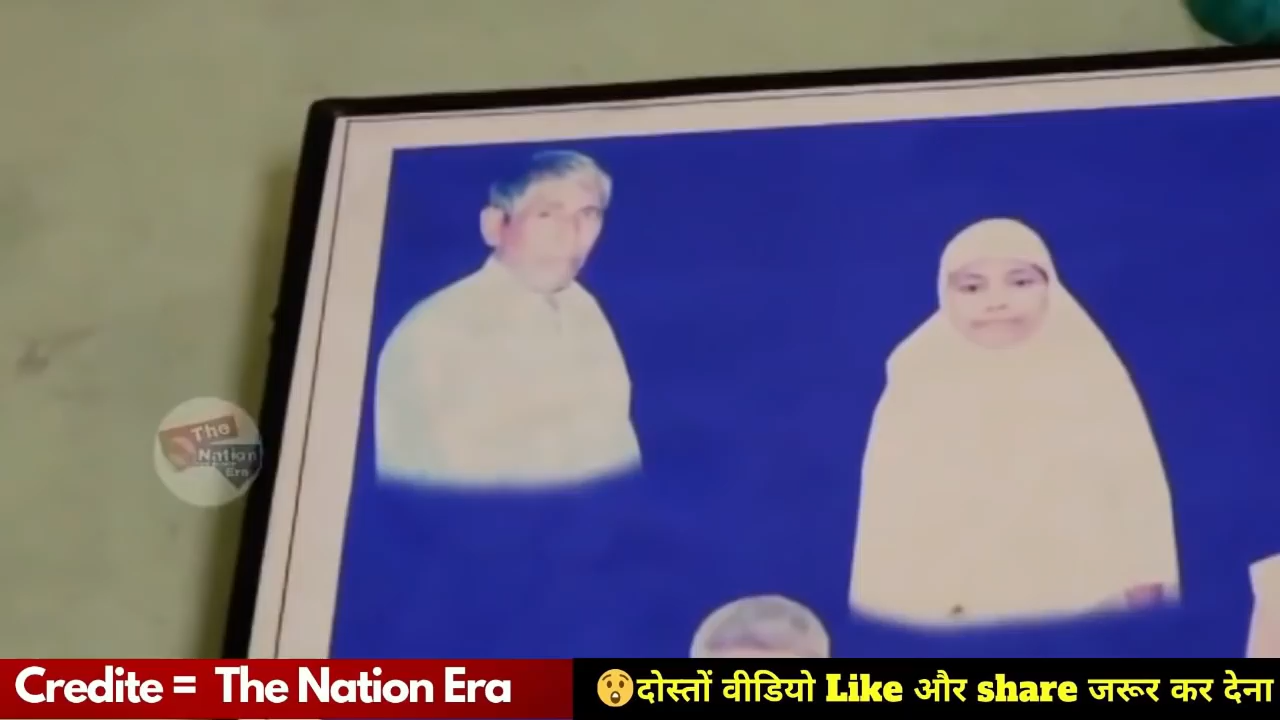 The
Nation
Era
Credite = The Nation Era
😲दोस्तों वीडियो Like और share जरूर कर देना